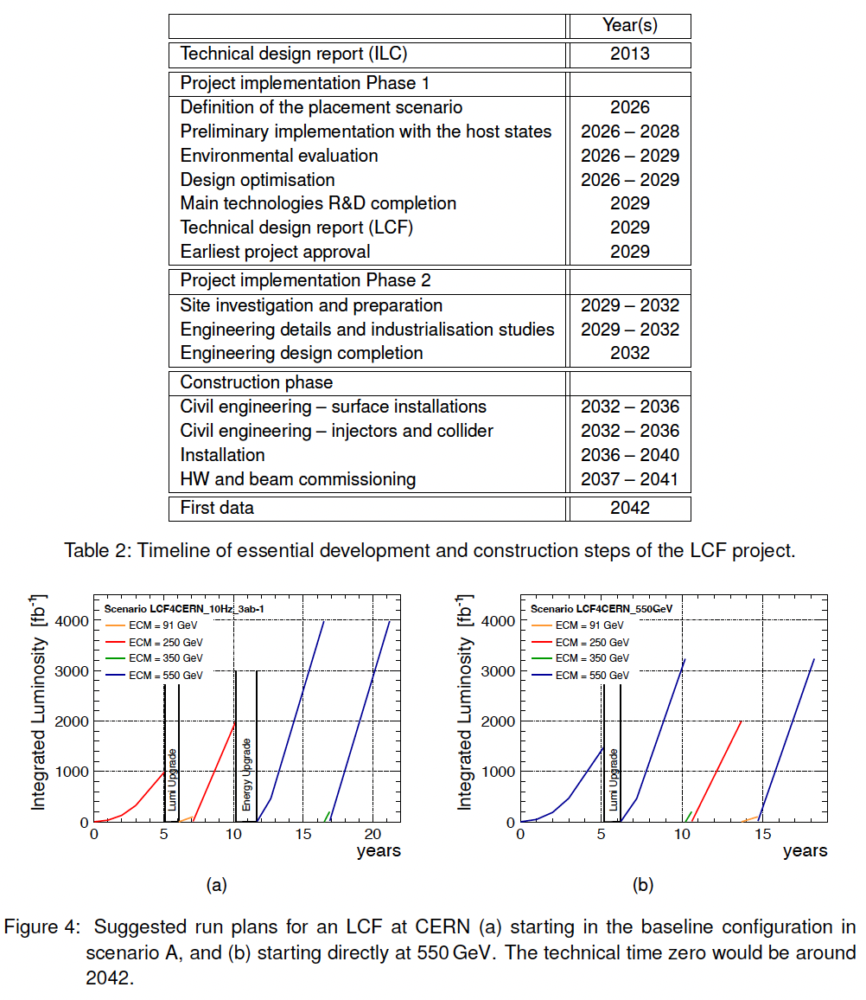 Year(s)
Technical design report (ILC) 2013
Project implementation Phase 1
Definition of the placement scenario 2026
Preliminary implementation with the host states 2026 – 2028
Environmental evaluation 2026 – 2029
Design optimisation 2026 – 2029
Main technologies R&D completion 2029
Technical design report (LCF) 2029
Earliest project approval 2029
Project implementation Phase 2
Site investigation and preparation 2029 – 2032
Engineering details and industrialisation studies 2029 – 2032
Engineering design completion 2032
Construction phase
Civil engineering – surface installations 2032 – 2036
Civil engineering – injectors and collider 2032 – 2036
Installation 2036 – 2040
HW and beam commissioning 2037 – 2041
First data 2042
Table 2: Timeline of essential development and construction steps of the LCF project.
Integrated Luminosity [fb-1]
4000
3000
2000
1000
0
Scenario LCF4CERN_10Hz_3ab-1
ECM = 91 GeV
ECM = 250 GeV
ECM = 350 GeV
ECM = 550 GeV
Lumi Upgrade
Energy Upgrade
0 5 10 15 20
years
(a)
Integrated Luminosity [fb-1]
4000
3000
2000
1000
0
Scenario LCF4CERN_550GeV
ECM = 91 GeV
ECM = 250 GeV
ECM = 350 GeV
ECM = 550 GeV
Lumi Upgrade
0 5 10 15
years
(b)
Figure 4: Suggested run plans for an LCF at CERN (a) starting in the baseline configuration in
scenario A, and (b) starting directly at 550 GeV. The technical time zero would be around
2042.